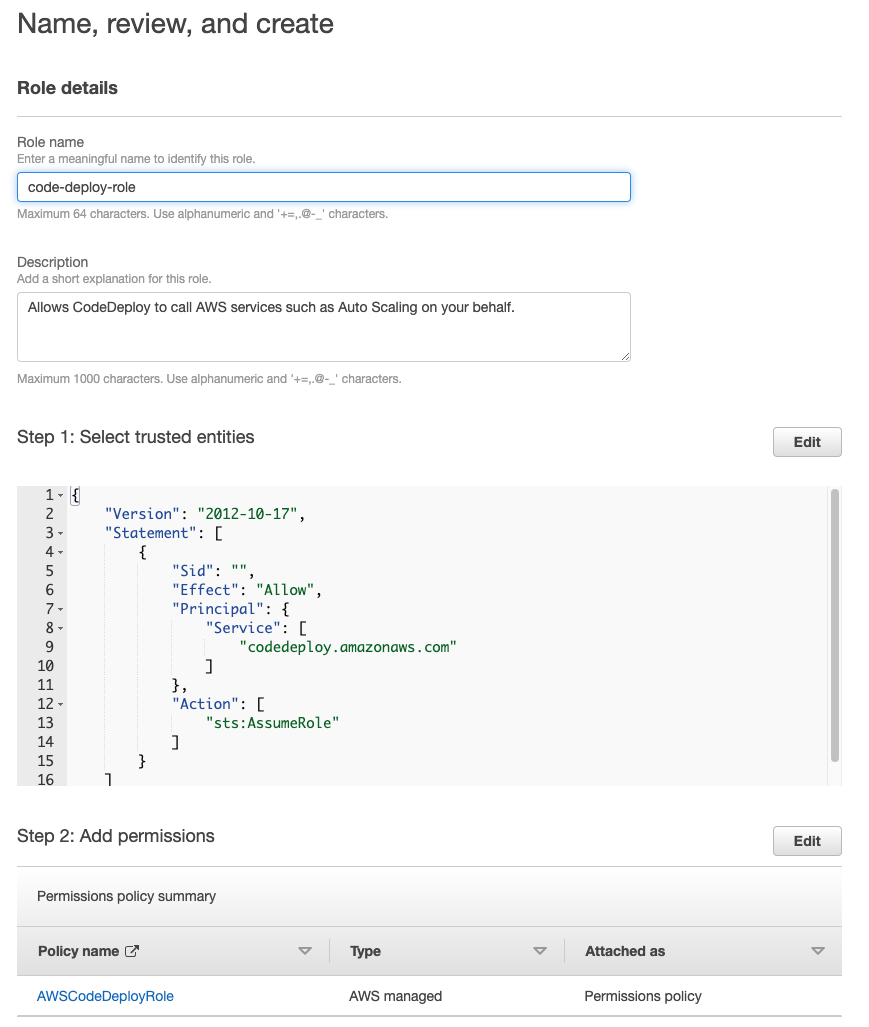 Name, review, and create
Role details
Role name
Enter a meaningful name to identify this role.
code-deploy-role
Maximum 64 characters. Use alphanumeric and '+=,.@-_' characters.
Description
Add a short explanation for this role.
Allows CodeDeploy to call AWS services such as Auto Scaling on your behalf.
Maximum 1000 characters. Use alphanumeric and '+=,.@-_' characters.
Step 1: Select trusted entities
Edit
1 {
2 "Version": "2012-10-17",
3 "Statement": [
4 {
5 "Sid": "",
6 "Effect": "Allow",
7 "Principal": {
8 "Service": [
9 "codedeploy.amazonaws.com"
10 ]
11 },
12 "Action": [
13 "sts:AssumeRole"
14 ]
15 }
16 ]
Step 2: Add permissions
Edit
Permissions policy summary
Policy name Type Attached as
AWSCodeDeployRole AWS managed Permissions policy